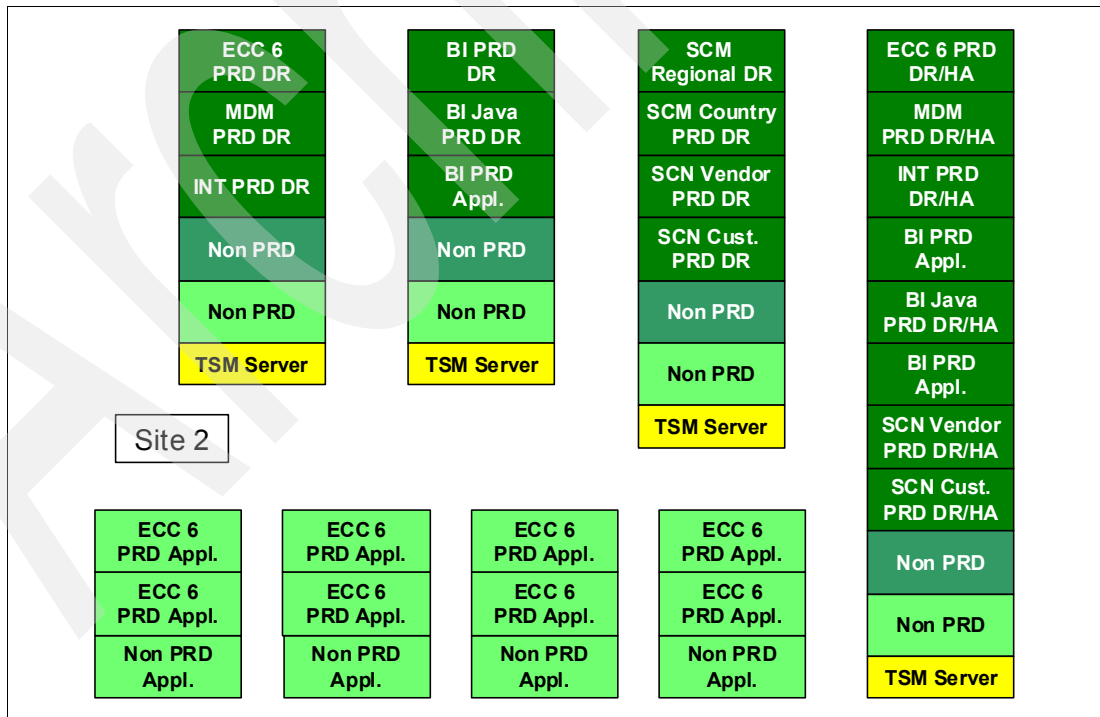 ECC 6
PRD DR
MDM
PRD DR
INT PRD DR
Non PRD
Non PRD
TSM Server
BI PRD
DR
BI Java
PRD DR
BI PRD
Appl.
Non PRD
Non PRD
TSM Server
SCM
Regional DR
SCM Country
PRD DR
SCN Vendor
PRD DR
SCN Cust.
PRD DR
Non PRD
Non PRD
TSM Server
ECC 6 PRD
DR/HA
MDM
PRD DR/HA
INT PRD
DR/HA
BI PRD
Appl.
BI Java
PRD DR/HA
BI PRD
Appl.
SCN Vendor
PRD DR/HA
SCN Cust.
PRD DR/HA
Non PRD
Non PRD
TSM Server
Site 2
ECC 6
PRD Appl.
ECC 6
PRD Appl.
Non PRD
Appl.
ECC 6
PRD Appl.
ECC 6
PRD Appl.
Non PRD
Appl.
ECC 6
PRD Appl.
ECC 6
PRD Appl.
Non PRD
Appl.
ECC 6
PRD Appl.
ECC 6
PRD Appl.
Non PRD
Appl.